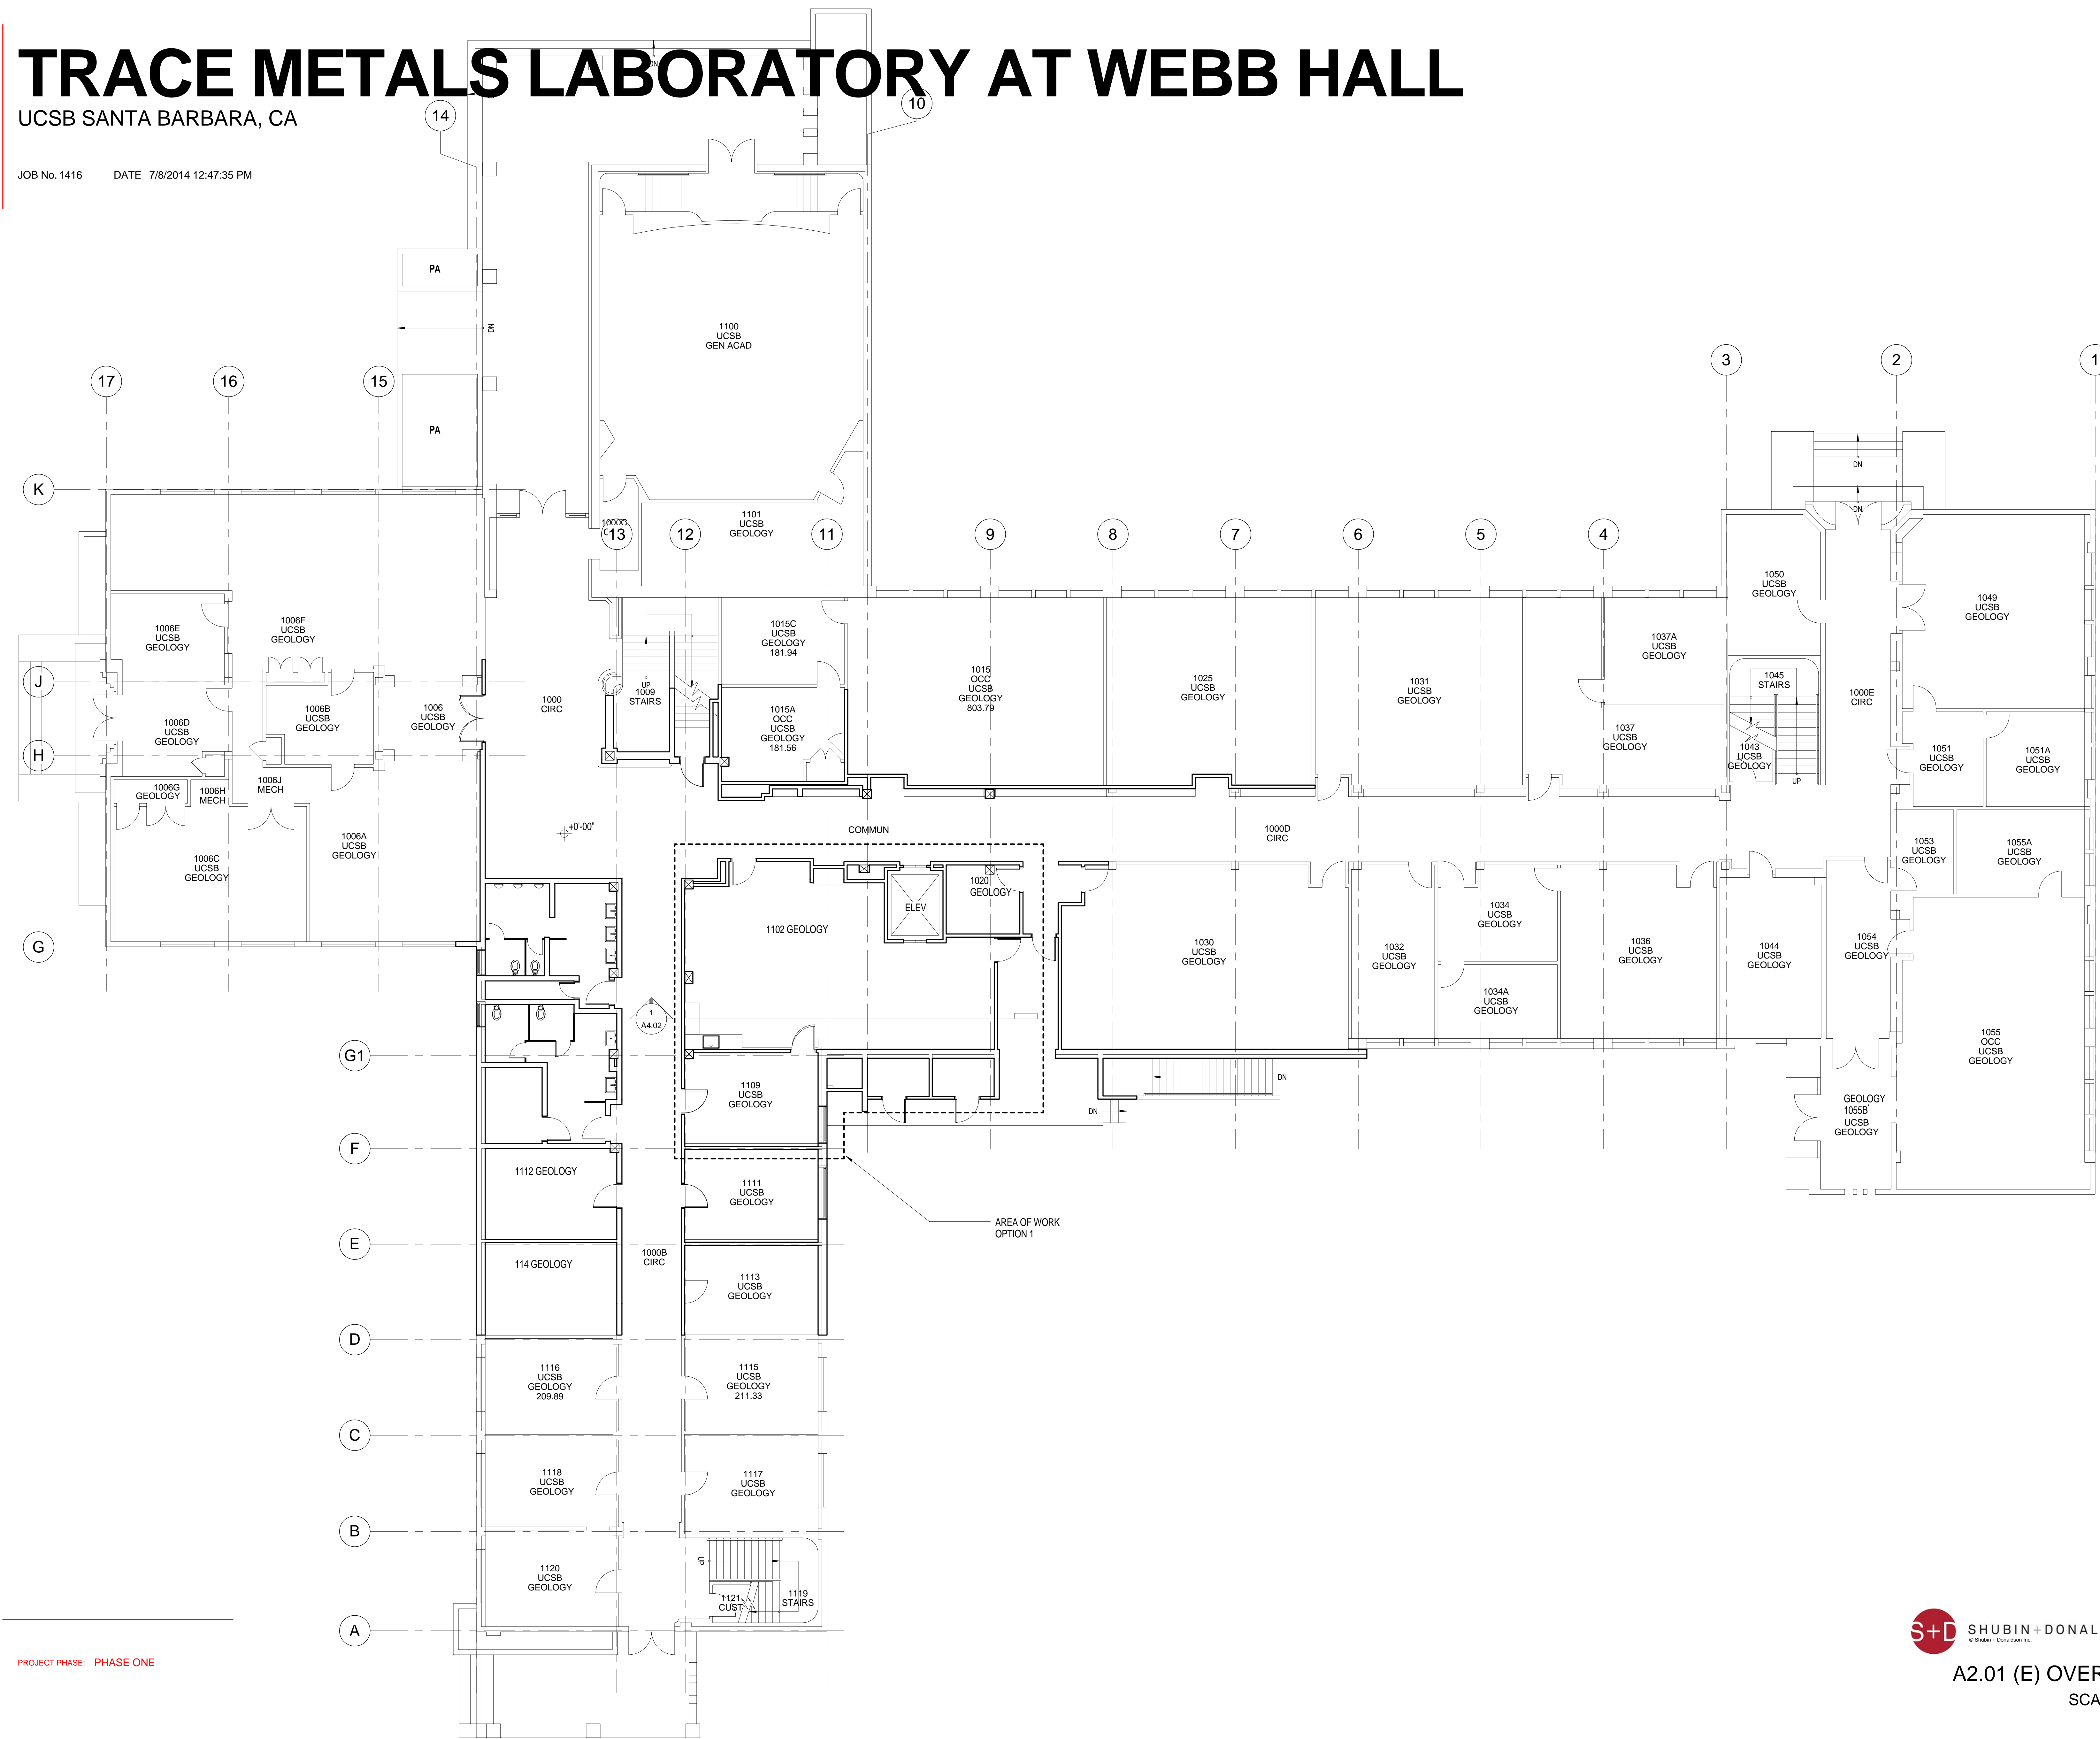 TRACE METALS LABORATORY AT WEBB HALL
UCSB SANTA BARBARA, CA
JOB No. 1416 DATE 7/8/2014 12:47:35 PM
DN
14
10
PA
DN
PA
1100
UCSB
GEN ACAD
17
16
15
3
2
1
DN
DN
K
1000C
13
12
11
9
8
7
6
5
4
1101
UCSB
GEOLOGY
1050
UCSB
GEOLOGY
1049
UCSB
GEOLOGY
1006E
UCSB
GEOLOGY
1006F
UCSB
GEOLOGY
1015C
UCSB
GEOLOGY
181.94
1037A
UCSB
GEOLOGY
J
1006D
UCSB
GEOLOGY
1006B
UCSB
GEOLOGY
1006
UCSB
GEOLOGY
1000
CIRC
UP
1009
STAIRS
1015A
OCC
UCSB
GEOLOGY
181.56
1015
OCC
UCSB
GEOLOGY
803.79
1025
UCSB
GEOLOGY
1031
UCSB
GEOLOGY
1037
UCSB
GEOLOGY
1045
STAIRS
1043
UCSB
GEOLOGY
UP
1000E
CIRC
1051
UCSB
GEOLOGY
1051A
UCSB
GEOLOGY
H
1006G
GEOLOGY
1006H
MECH
1006J
MECH
1006A
UCSB
GEOLOGY
1006C
UCSB
GEOLOGY
+0'-00"
COMMUN
1000D
CIRC
1053
UCSB
GEOLOGY
1055A
UCSB
GEOLOGY
1020
GEOLOGY
ELEV
1102 GEOLOGY
G
1030
UCSB
GEOLOGY
1032
UCSB
GEOLOGY
1034
UCSB
GEOLOGY
1034A
UCSB
GEOLOGY
1036
UCSB
GEOLOGY
1044
UCSB
GEOLOGY
1054
UCSB
GEOLOGY
1
A4.02
G1
1055
OCC
UCSB
GEOLOGY
1109
UCSB
GEOLOGY
DN
DN
GEOLOGY
1055B
UCSB
GEOLOGY
F
1112 GEOLOGY
1111
UCSB
GEOLOGY
AREA OF WORK
OPTION 1
E
1000B
CIRC
114 GEOLOGY
1113
UCSB
GEOLOGY
D
1116
UCSB
GEOLOGY
209.89
1115
UCSB
GEOLOGY
211.33
C
1118
UCSB
GEOLOGY
1117
UCSB
GEOLOGY
B
1120
UCSB
GEOLOGY
UP
1121
CUST
1119
STAIRS
A
PROJECT PHASE: PHASE ONE
S+D SHUBIN+DONAL
© Shubin + Donaldson Inc.
A2.01 (E) OVER
SCA